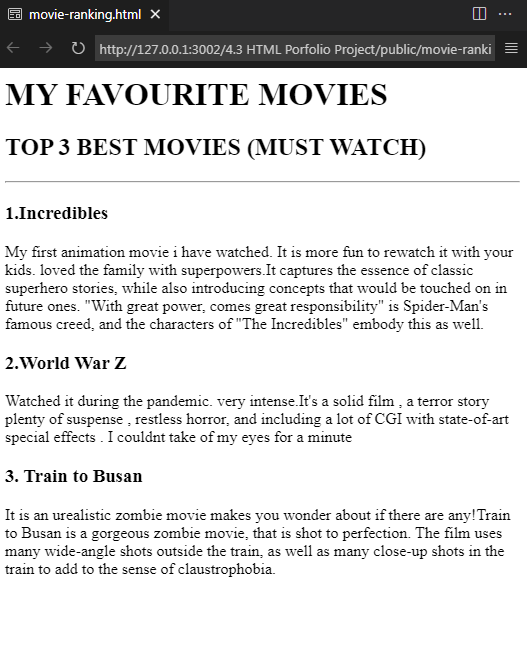 movie-ranking.html
http://127.0.0.1:3002/4.3 HTML Porfolio Project/public/movie-ranki
MY FAVOURITE MOVIES
TOP 3 BEST MOVIES (MUST WATCH)
1.Incredibles
My first animation movie i have watched. It is more fun to rewatch it with your
kids. loved the family with superpowers.It captures the essence of classic
superhero stories, while also introducing concepts that would be touched on in
future ones. "With great power, comes great responsibility" is Spider-Man's
famous creed, and the characters of "The Incredibles" embody this as well.
2.World War Z
Watched it during the pandemic. very intense.It's a solid film , a terror story
plenty of suspense , restless horror, and including a lot of CGI with state-of-art
special effects . I couldnt take of my eyes for a minute
3. Train to Busan
It is an urealistic zombie movie makes you wonder about if there are any!Train
to Busan is a gorgeous zombie movie, that is shot to perfection. The film uses
many wide-angle shots outside the train, as well as many close-up shots in the
train to add to the sense of claustrophobia.